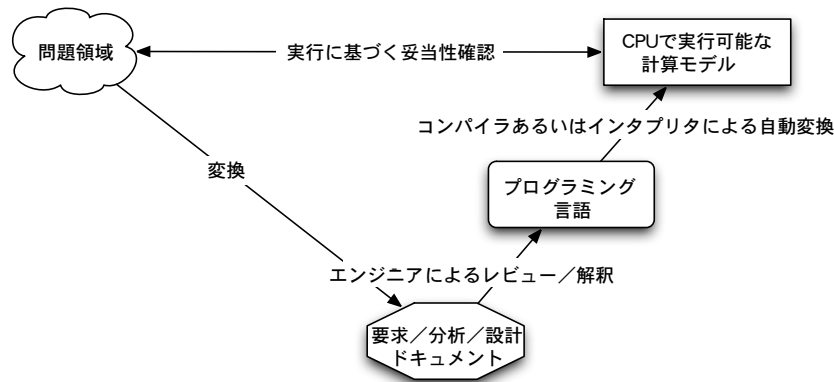 問題領域
実行に基づく妥当性確認
CPUで実行可能な
計算モデル
コンパイラあるいはインタプリタによる自動変換
変換
プログラミング
言語
エンジニアによるレビュー／解釈
要求／分析／設計
ドキュメント